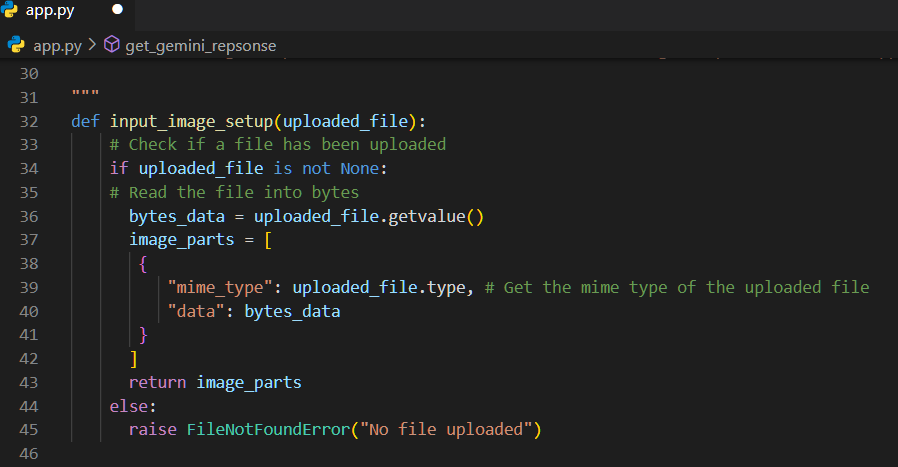 app.py
app.py > get_gemini_repsonse
30
31 """
32 def input_image_setup(uploaded_file):
33 # Check if a file has been uploaded
34 if uploaded_file is not None:
35 # Read the file into bytes
36 bytes_data = uploaded_file.getvalue()
37 image_parts = [
38 {
39 "mime_type": uploaded_file.type, # Get the mime type of the uploaded file
40 "data": bytes_data
41 }
42 ]
43 return image_parts
44 else:
45 raise FileNotFoundError("No file uploaded")
46